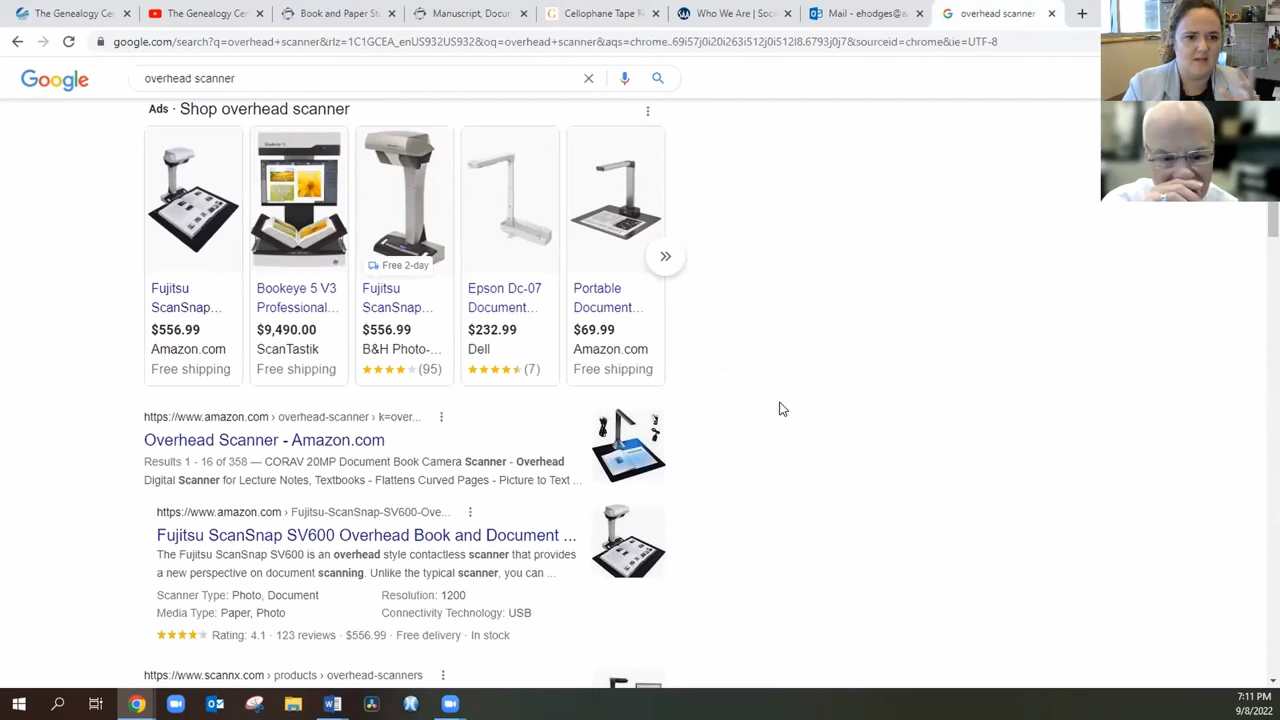 The Genealogy Cen
The Genealogy Cen
Book and Paper St
Manuscript, Docum
Cellophane Tape R
Who We Are | Soci
Mail - ehodges@a
overhead scanner
google.com/search?q=overhead+scanner&rlz=1C1GCEA_enUS932US932&oq=overhead+scanner&aqs=chrome..69i57j0i20i263i512j0i512l8.6793j0j7&sourceid=chrome&ie=UTF-8
Google
overhead scanner
Ads · Shop overhead scanner
Free 2-day
Fujitsu ScanSnap...
$556.99
Amazon.com
Free shipping
Bookeye 5 V3 Professional...
$9,490.00
ScanTastik
Free shipping
Fujitsu ScanSnap...
$556.99
B&H Photo-...
(95)
Epson Dc-07 Document...
$232.99
Dell
(7)
Portable Document...
$69.99
Amazon.com
Free shipping
https://www.amazon.com › overhead-scanner › k=over...
Overhead Scanner - Amazon.com
Results 1 - 16 of 358 — CORAV 20MP Document Book Camera Scanner - Overhead
Digital Scanner for Lecture Notes, Textbooks - Flattens Curved Pages - Picture to Text ...
https://www.amazon.com › Fujitsu-ScanSnap-SV600-Ove...
Fujitsu ScanSnap SV600 Overhead Book and Document ...
The Fujitsu ScanSnap SV600 is an overhead style contactless scanner that provides
a new perspective on document scanning. Unlike the typical scanner, you can ...
Scanner Type: Photo, Document Resolution: 1200
Media Type: Paper, Photo Connectivity Technology: USB
Rating: 4.1 · 123 reviews · $556.99 · Free delivery · In stock
https://www.scannx.com › products › overhead-scanners
7:11 PM
9/8/2022